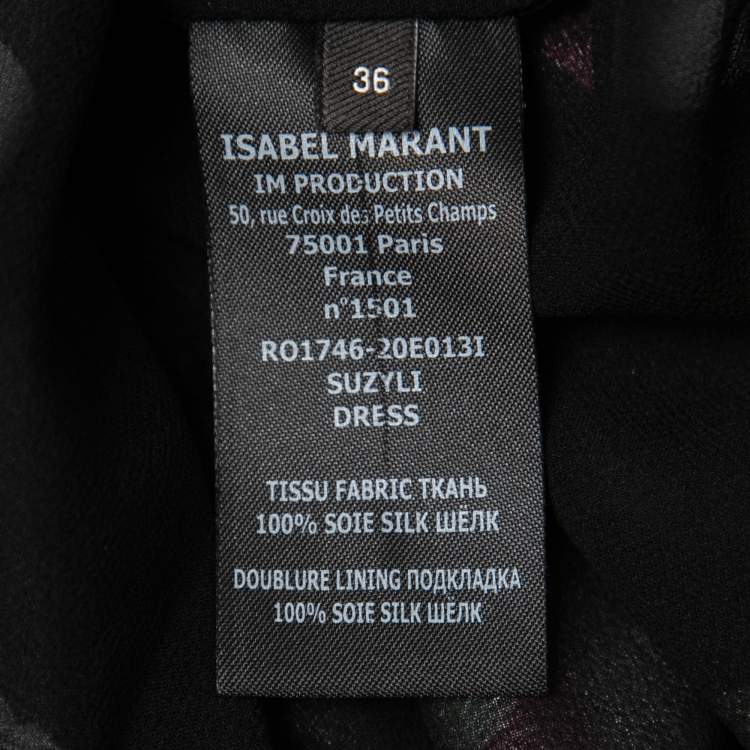 36
ISABEL MARANT
IM PRODUCTION
50, rue Croix des Petits Champs
75001 Paris
France
n°1501
RO1746-20E013I
SUZYLI
DRESS
TISSU FABRIC ТКАНЬ
100% SOIE SILK ШЁЛК
DOUBLURE LINING ПОДКЛАДКА
100% SOIE SILK ШЁЛК